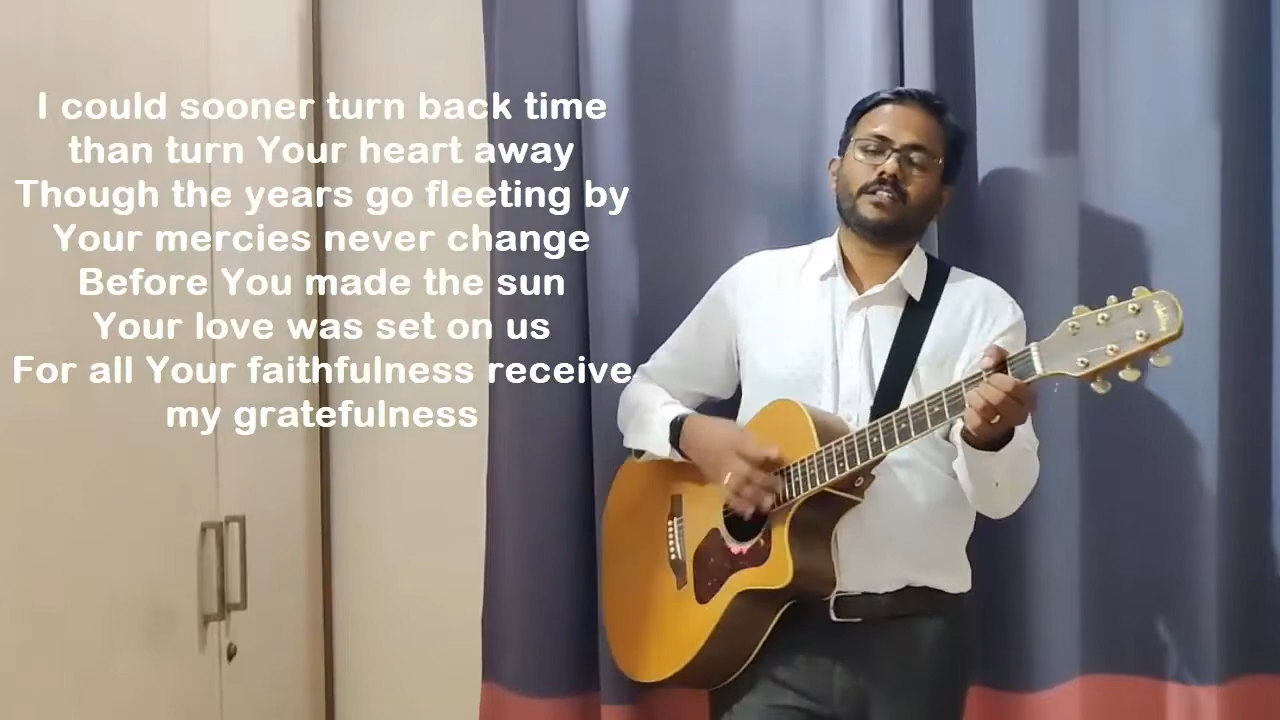 I could sooner turn back time
than turn Your heart away
Though the years go fleeting by
Your mercies never change
Before You made the sun
Your love was set on us
For all Your faithfulness receive
my gratefulness